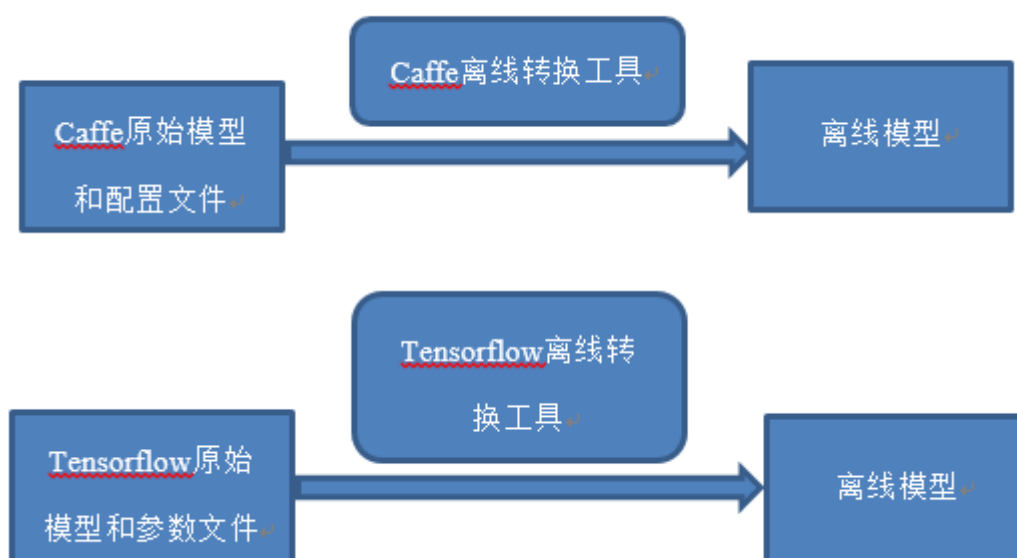 Caffe离线转换工具
Caffe原始模型
和配置文件
离线模型
Tensorflow离线转
换工具
Tensorflow原始
模型和参数文件
离线模型